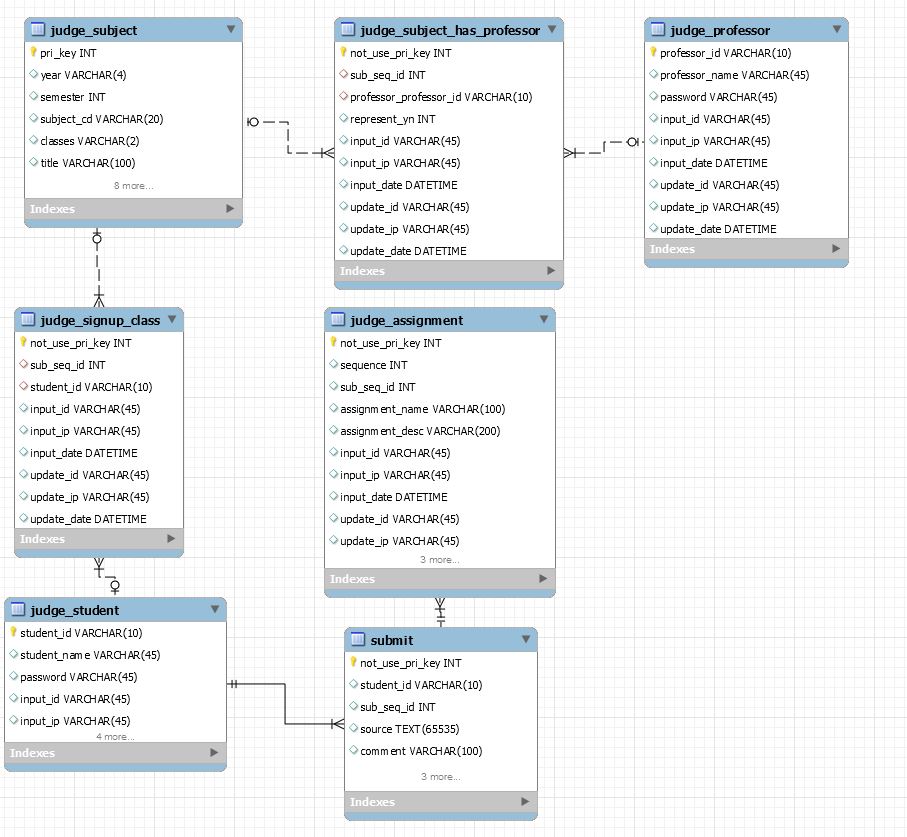 judge_subject
pri_key INT
year VARCHAR(4)
semester INT
subject_cd VARCHAR(20)
classes VARCHAR(2)
title VARCHAR(100)
8 more...
Indexes
judge_subject_has_professor
not_use_pri_key INT
sub_seq_id INT
professor_professor_id VARCHAR(10)
represent_yn INT
input_id VARCHAR(45)
input_ip VARCHAR(45)
input_date DATETIME
update_id VARCHAR(45)
update_ip VARCHAR(45)
update_date DATETIME
Indexes
judge_professor
professor_id VARCHAR(10)
professor_name VARCHAR(45)
password VARCHAR(45)
input_id VARCHAR(45)
input_ip VARCHAR(45)
input_date DATETIME
update_id VARCHAR(45)
update_ip VARCHAR(45)
update_date DATETIME
Indexes
judge_signup_class
not_use_pri_key INT
sub_seq_id INT
student_id VARCHAR(10)
input_id VARCHAR(45)
input_ip VARCHAR(45)
input_date DATETIME
update_id VARCHAR(45)
update_ip VARCHAR(45)
update_date DATETIME
Indexes
judge_assignment
not_use_pri_key INT
sequence INT
sub_seq_id INT
assignment_name VARCHAR(100)
assignment_desc VARCHAR(200)
input_id VARCHAR(45)
input_ip VARCHAR(45)
input_date DATETIME
update_id VARCHAR(45)
update_ip VARCHAR(45)
3 more...
Indexes
judge_student
student_id VARCHAR(10)
student_name VARCHAR(45)
password VARCHAR(45)
input_id VARCHAR(45)
input_ip VARCHAR(45)
4 more...
Indexes
submit
not_use_pri_key INT
student_id VARCHAR(10)
sub_seq_id INT
source TEXT(65535)
comment VARCHAR(100)
3 more...
Indexes